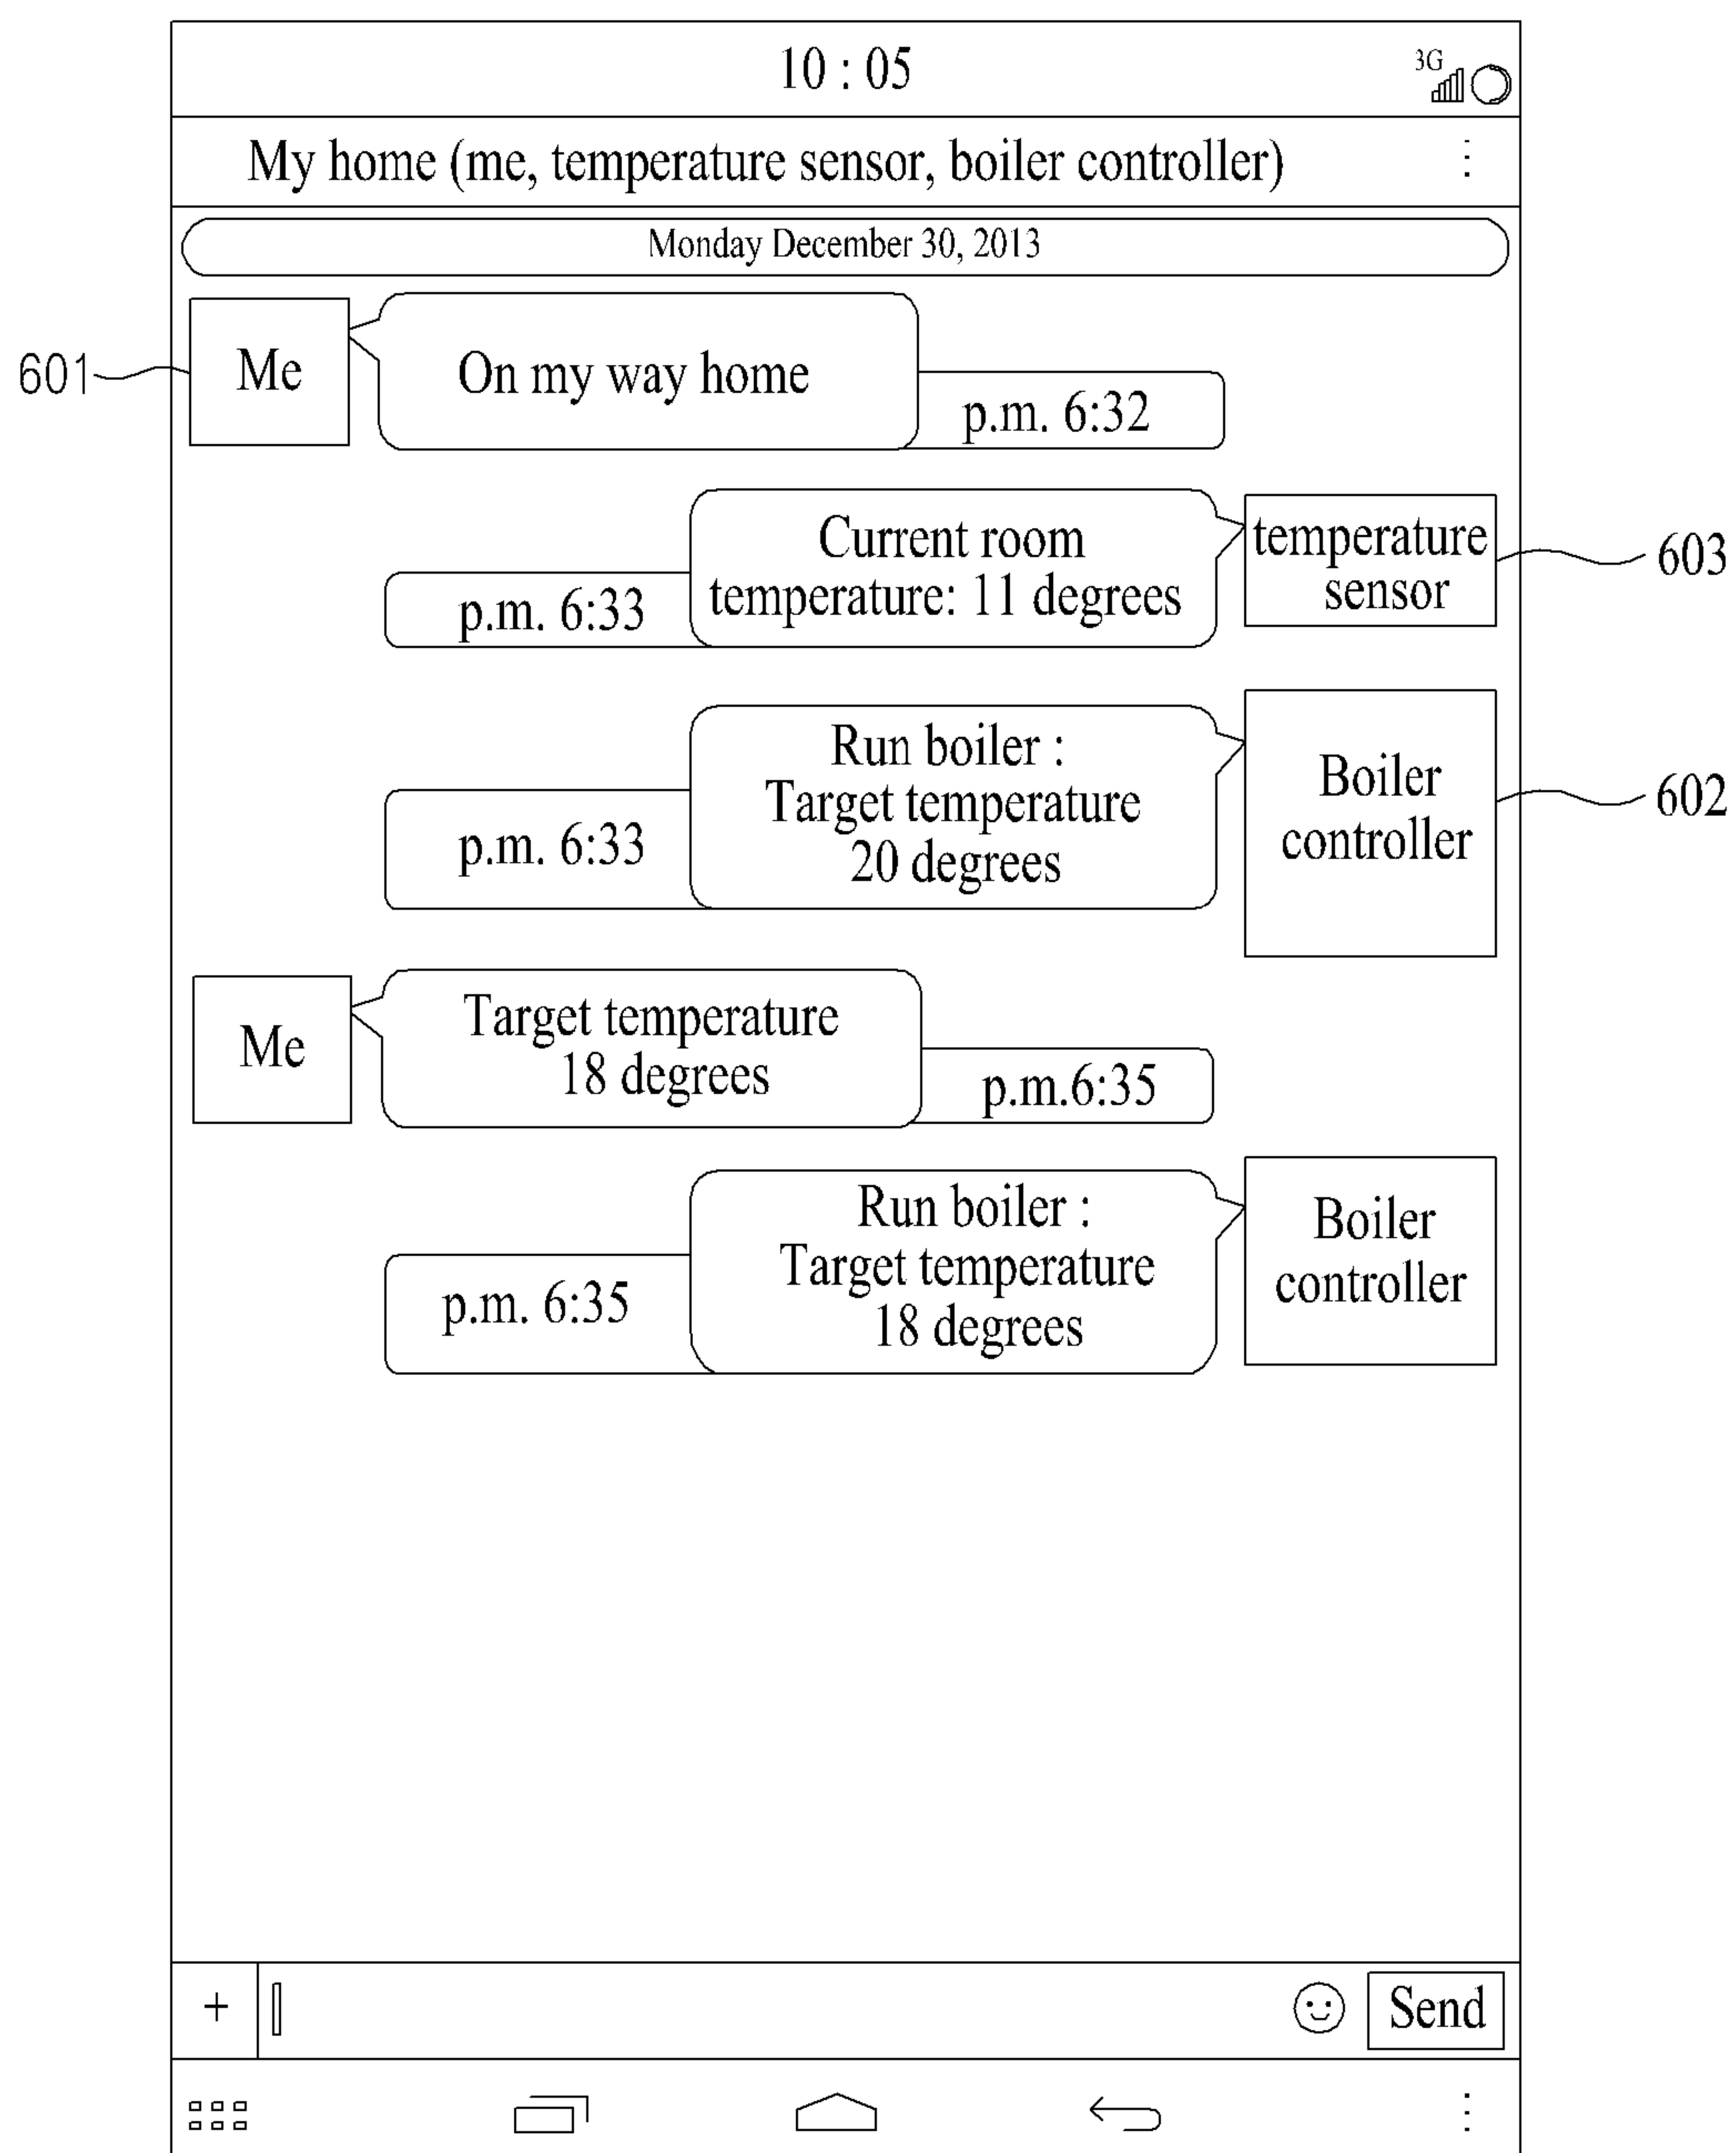 10 : 05
3G
My home (me, temperature sensor, boiler controller)
Monday December 30, 2013
601
Me
On my way home
p.m. 6:32
Current room
temperature: 11 degrees
p.m. 6:33
temperature
sensor
603
Run boiler :
Target temperature
20 degrees
p.m. 6:33
Boiler
controller
602
Me
Target temperature
18 degrees
p.m.6:35
Run boiler :
Target temperature
18 degrees
p.m. 6:35
Boiler
controller
+
Send